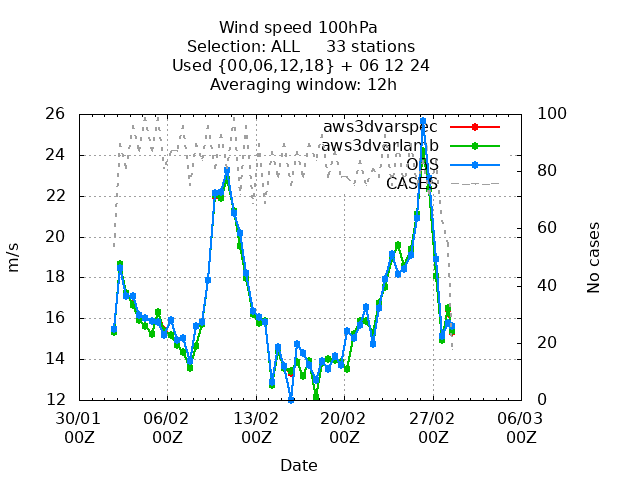 Wind speed 100hPa
Selection: ALL 33 stations
Used {00,06,12,18} + 06 12 24
Averaging window: 12h
26
24
22
20
18
16
14
12
m/s
100
80
60
40
20
0
No cases
aws3dvarspec
aws3dvarlan.b
OBS
CASES
30/01 06/02 13/02 20/02 27/02 06/03
00Z 00Z 00Z 00Z 00Z 00Z
Date